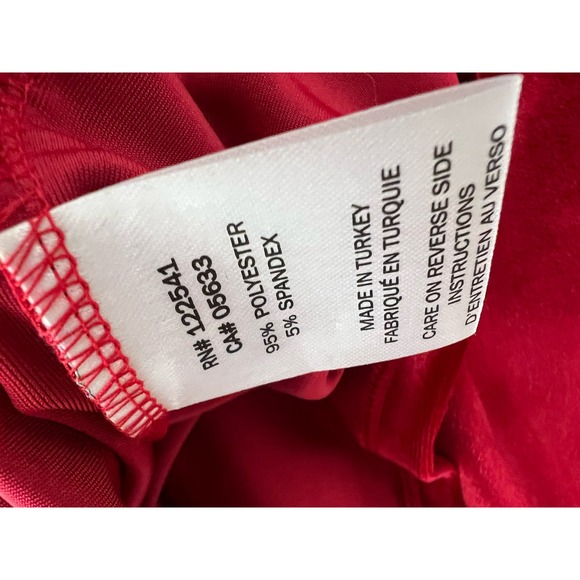 RN# 122541
CA# 05633
95% POLYESTER
5% SPANDEX
MADE IN TURKEY
FABRIQUÉ EN TURQUIE
CARE ON REVERSE SIDE
INSTRUCTIONS
D'ENTRETIEN AU VERSO